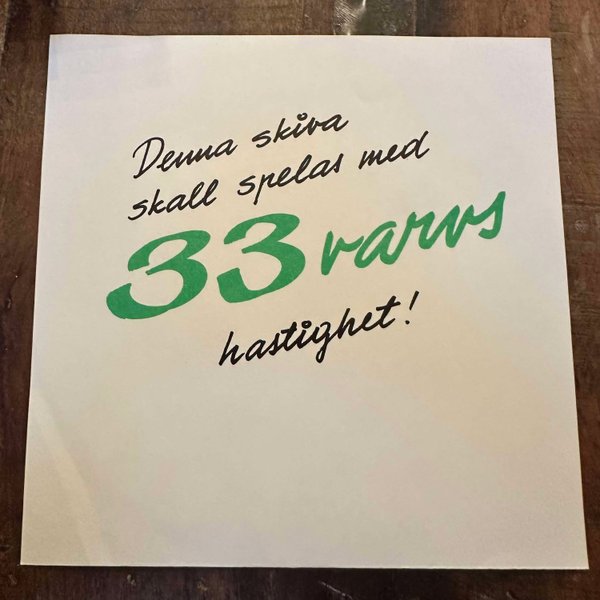 Denna skiva
skall spelas med
33 varvs
hastighet!